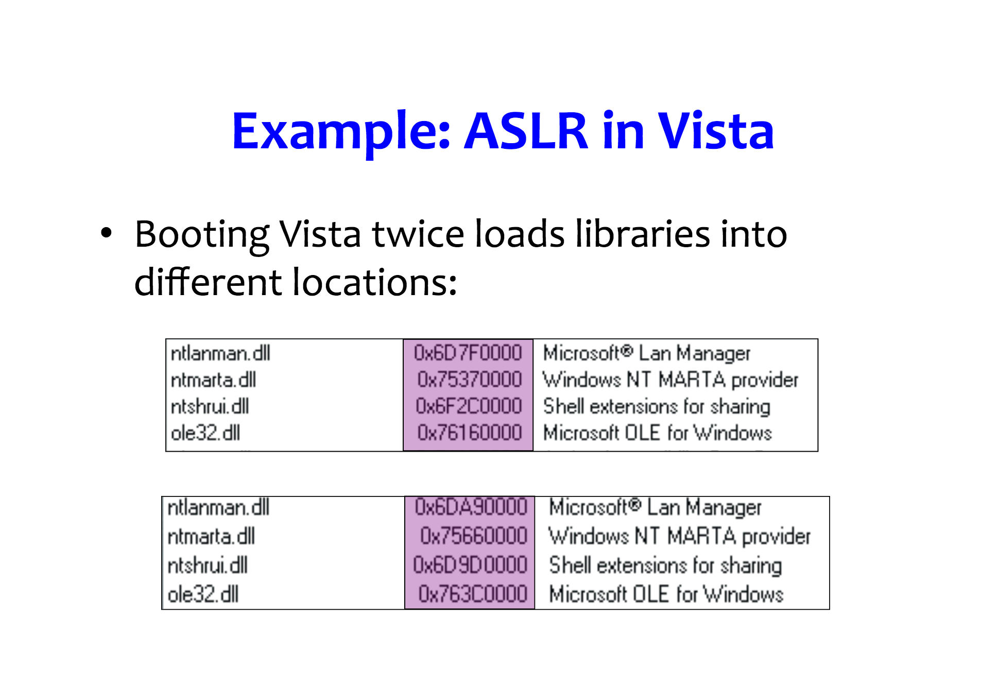 Example: ASLR in Vista
• Booting Vista twice loads libraries into
different locations:
ntlanman.dll 0x6D7F0000 Microsoft® Lan Manager
ntmarta.dll 0x75370000 Windows NT MARTA provider
ntshrui.dll 0x6F2C0000 Shell extensions for sharing
ole32.dll 0x76160000 Microsoft OLE for Windows
ntlanman.dll 0x6DA90000 Microsoft® Lan Manager
ntmarta.dll 0x75660000 Windows NT MARTA provider
ntshrui.dll 0x6D9D0000 Shell extensions for sharing
ole32.dll 0x763C0000 Microsoft OLE for Windows